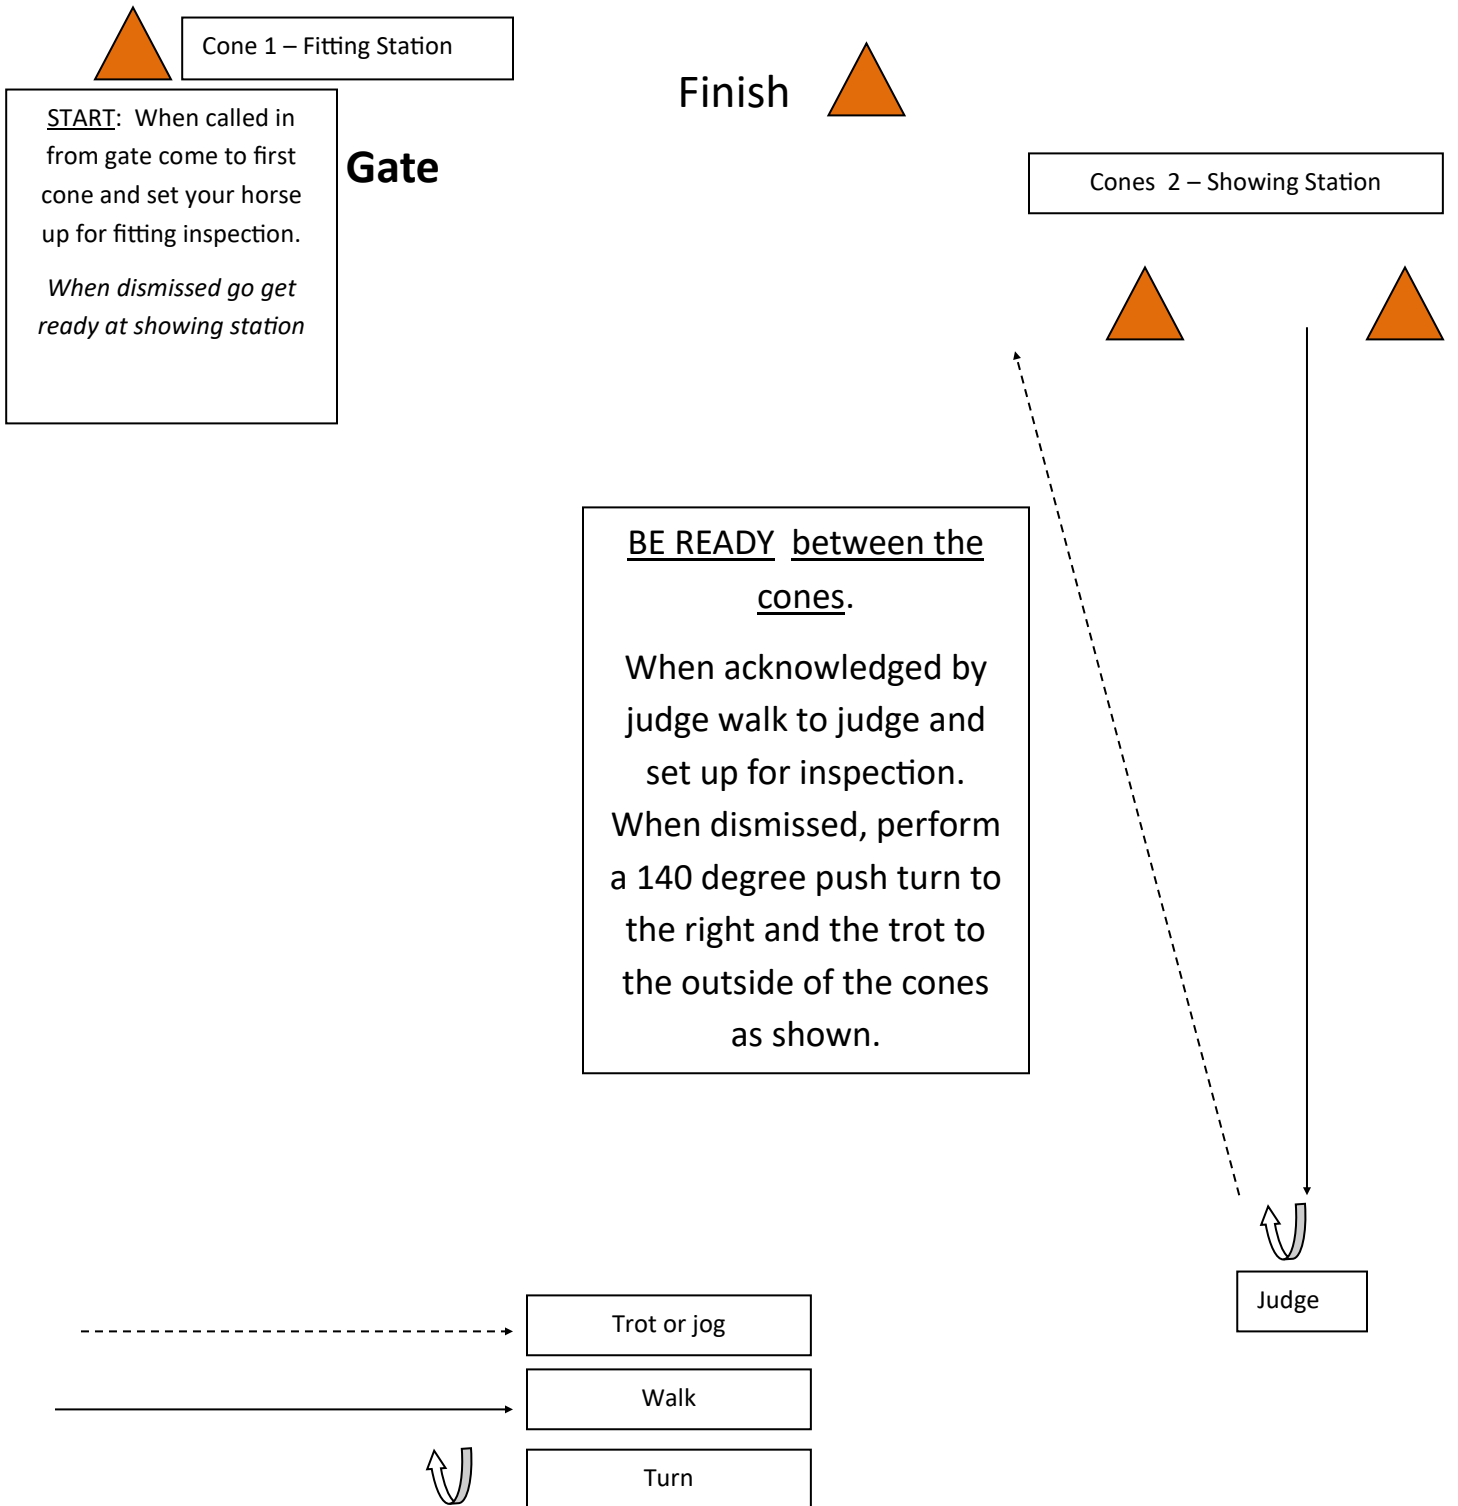 Cone 1 – Fitting Station
START: When called in
from gate come to first
cone and set your horse
up for fitting inspection.
When dismissed go get
ready at showing station
Gate
Finish
Cones 2 – Showing Station
BE READY between the
cones.
When acknowledged by
judge walk to judge and
set up for inspection.
When dismissed, perform
a 140 degree push turn to
the right and the trot to
the outside of the cones
as shown.
Judge
Trot or jog
Walk
Turn